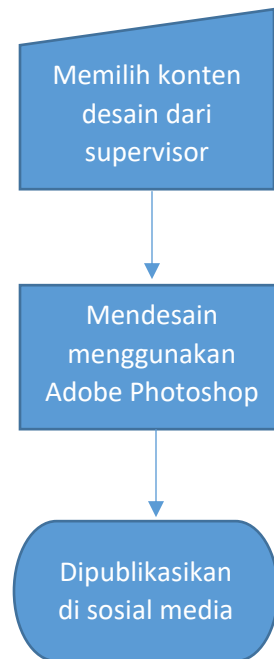 Memilih konten
desain dari
supervisor
Mendesain
menggunakan
Adobe Photoshop
Dipublikasikan
di sosial media